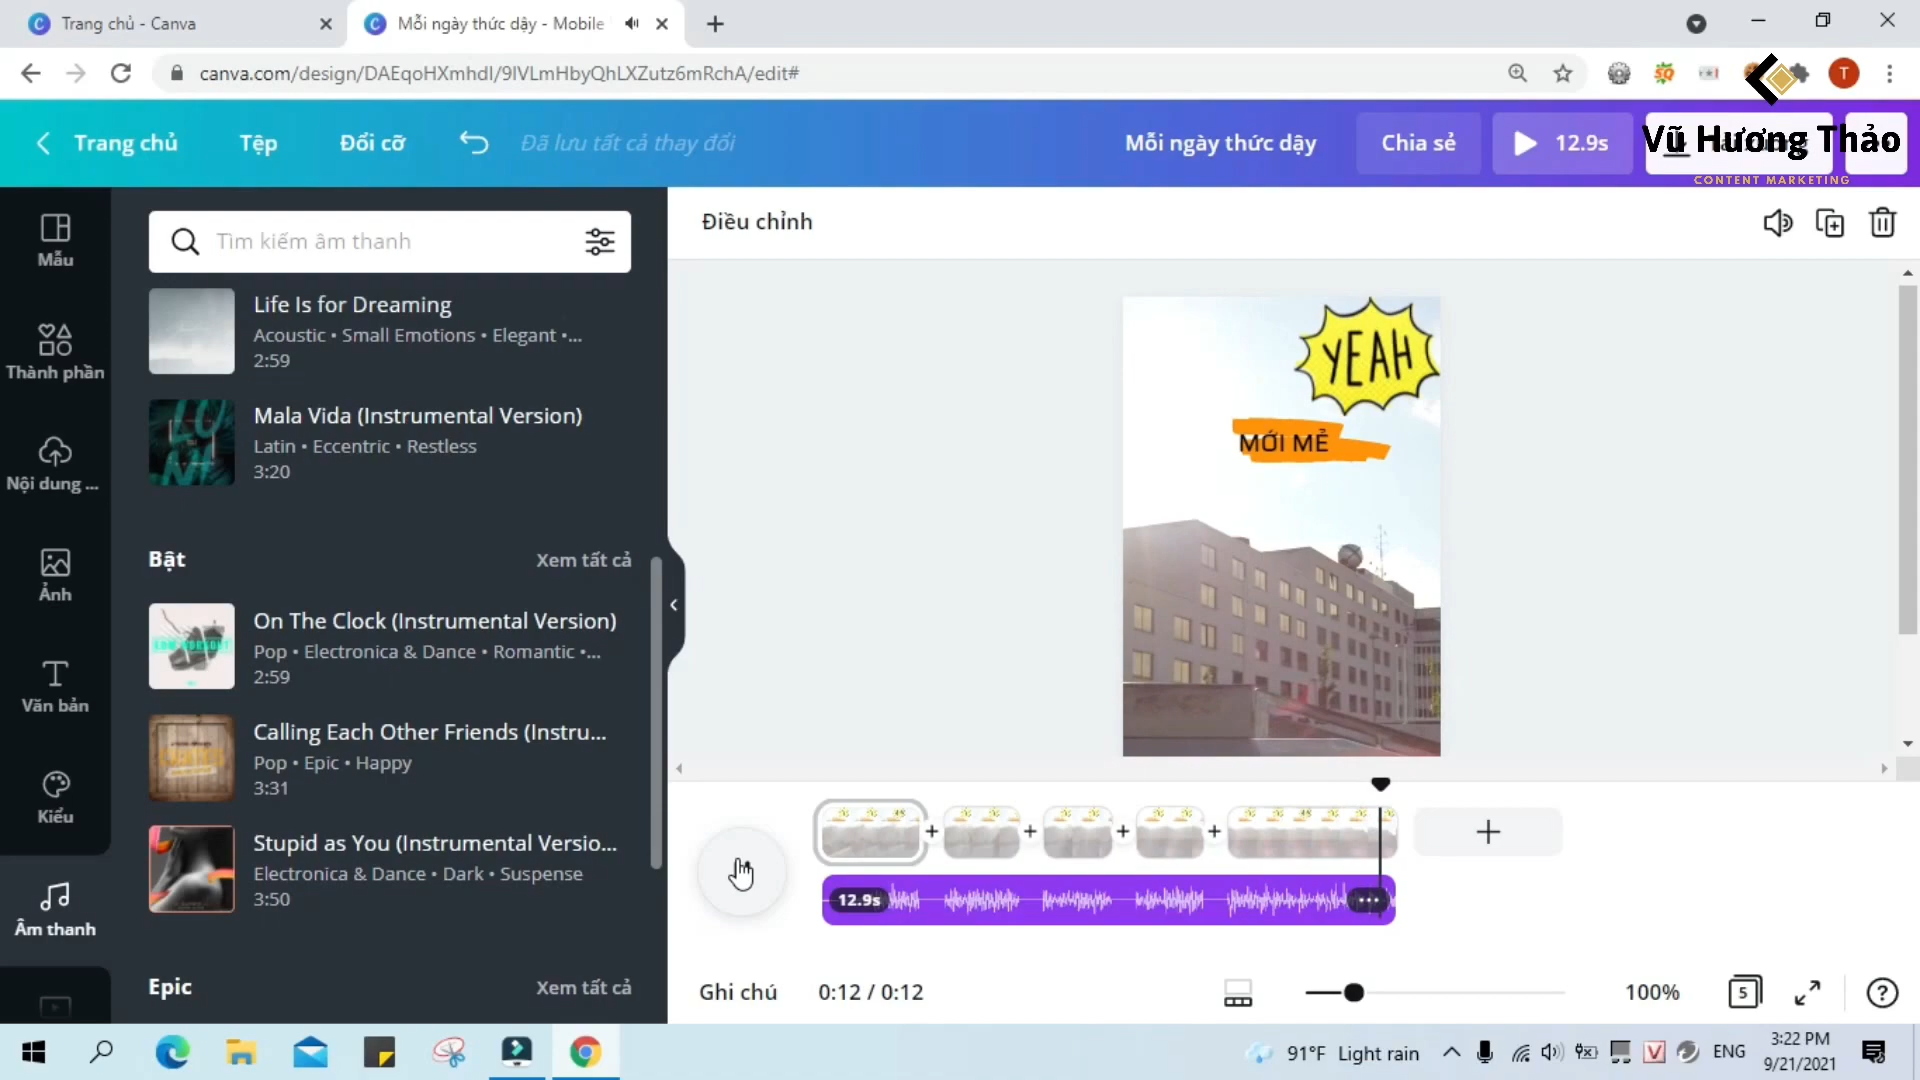 Trang chủ - Canva
Mỗi ngày thức dậy - Mobile
canva.com/design/DAEqoHXmhdI/9IVLmHbyQhLXZutz6mRchA/edit#
T
Trang chủ
Tệp
Đổi cỡ
Đã lưu tất cả thay đổi
Mỗi ngày thức dậy
Chia sẻ
12.9s
Vũ Hương Thảo
CONTENT MARKETING
Mẫu
Thành phần
Nội dung ...
Ảnh
Văn bản
Kiểu
Âm thanh
Tìm kiếm âm thanh
Life Is for Dreaming
Acoustic • Small Emotions • Elegant •...
2:59
Mala Vida (Instrumental Version)
Latin • Eccentric • Restless
3:20
Bật
Xem tất cả
On The Clock (Instrumental Version)
Pop • Electronica & Dance • Romantic •...
2:59
Calling Each Other Friends (Instru...
Pop • Epic • Happy
3:31
Stupid as You (Instrumental Versio...
Electronica & Dance • Dark • Suspense
3:50
Epic
Xem tất cả
Điều chỉnh
YEAH
MỚI MẺ
12.9s
Ghi chú
0:12 / 0:12
100%
5
91°F Light rain
ENG
3:22 PM
9/21/2021